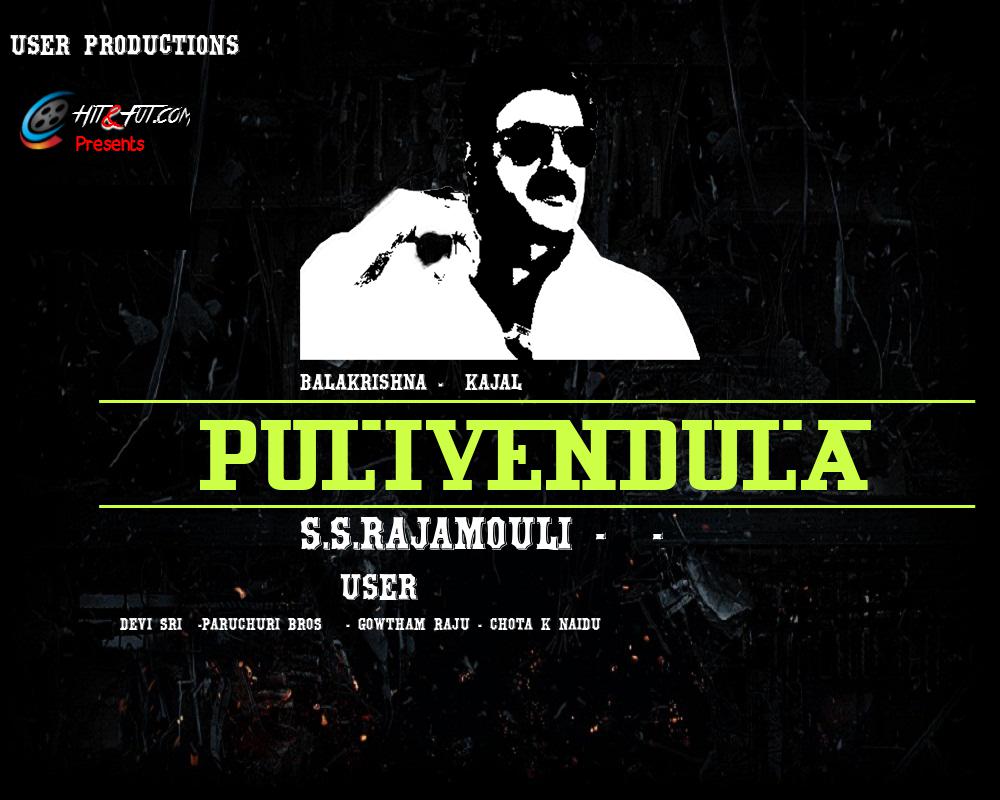 USER PRODUCTIONS
HIT&FUT.COM
Presents
BALAKRISHNA - KAJAL
PULIVENDULA
S.S.RAJAMOULI - -
USER
DEVI SRI -PARUCHURI BROS - GOWTHAM RAJU - CHOTA K NAIDU